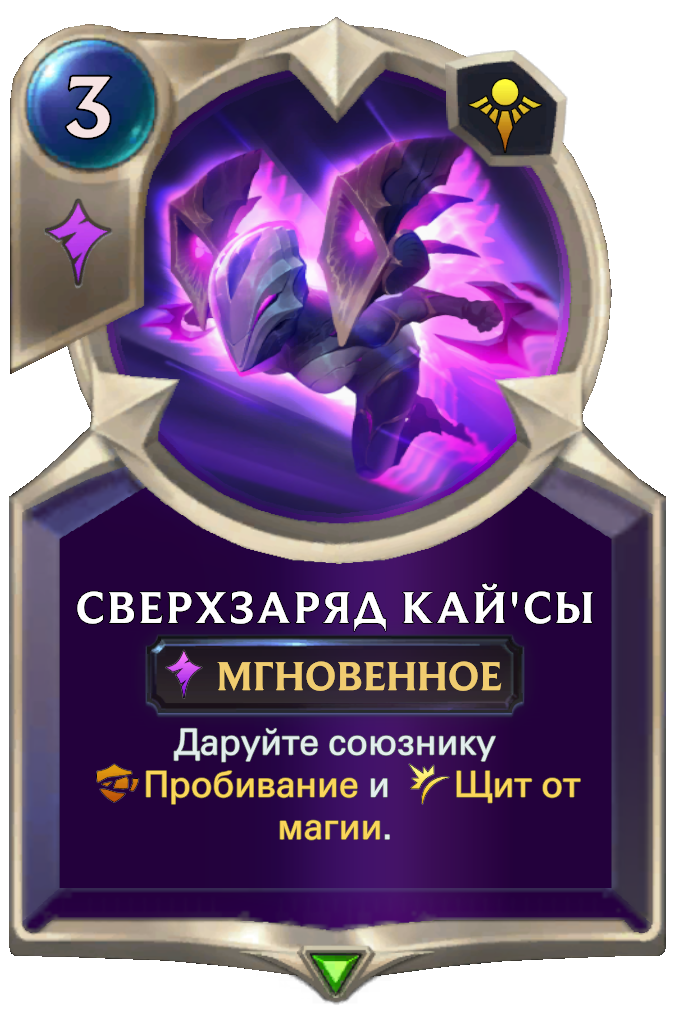 3
СВЕРХЗАРЯД КАЙ'СЫ
МГНОВЕННОЕ
Даруйте союзнику
Пробивание и Щит от
магии.